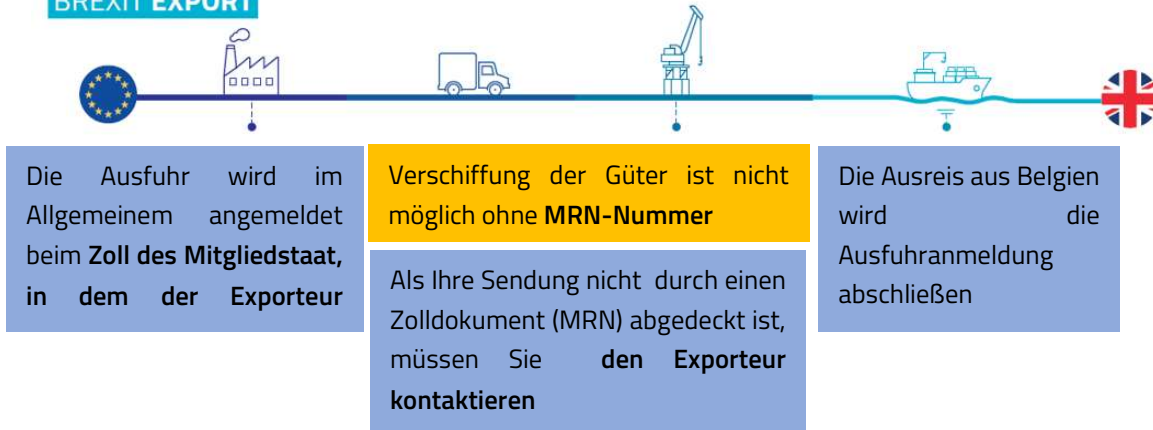 BREXIT EXPORT
Die Ausfuhr wird im
Allgemeinem angemeldet
beim Zoll des Mitgliedstaat,
in dem der Exporteur
Verschiffung der Güter ist nicht
möglich ohne MRN-Nummer
Als Ihre Sendung nicht durch einen
Zolldokument (MRN) abgedeckt ist,
müssen Sie den Exporteur
kontaktieren
Die Ausreis aus Belgien
wird die
Ausfuhranmeldung
abschließen